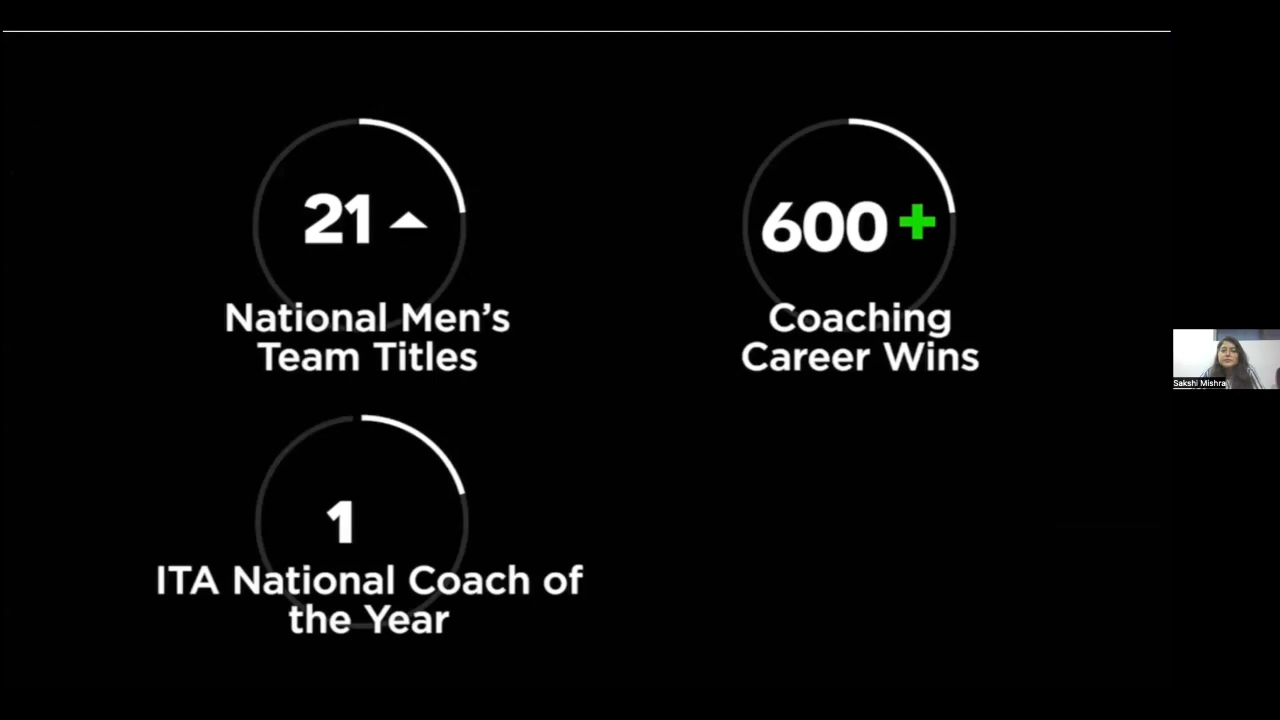 21
National Men's
Team Titles
600+
Coaching
Career Wins
1
ITA National Coach of
the Year
Sakshi Mishra